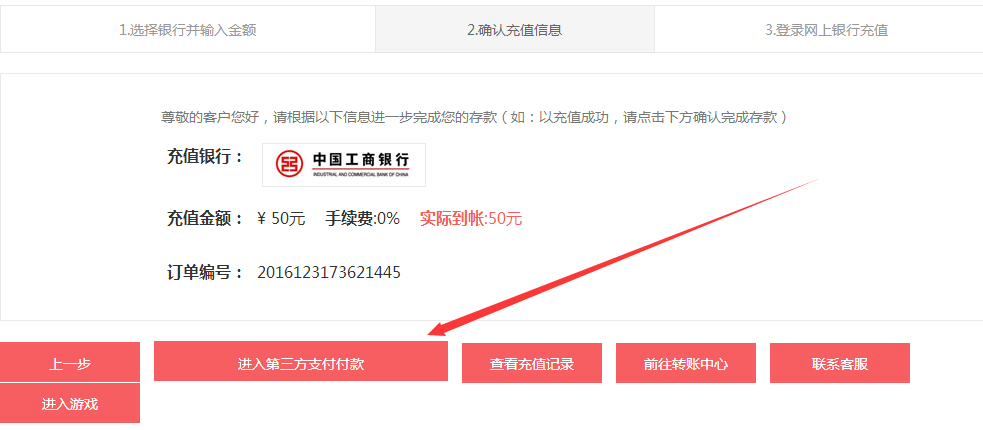 1.选择银行并输入金额
2.确认充值信息
3.登录网上银行充值
尊敬的客户您好，请根据以下信息进一步完成您的存款（如：以充值成功，请点击下方确认完成存款）
充值银行：
中国工商银行
INDUSTRIAL AND COMMERCIAL BANK OF CHINA
充值金额： ¥ 50元 手续费:0% 实际到帐:50元
订单编号： 2016123173621445
上一步
进入第三方支付付款
查看充值记录
前往转账中心
联系客服
进入游戏